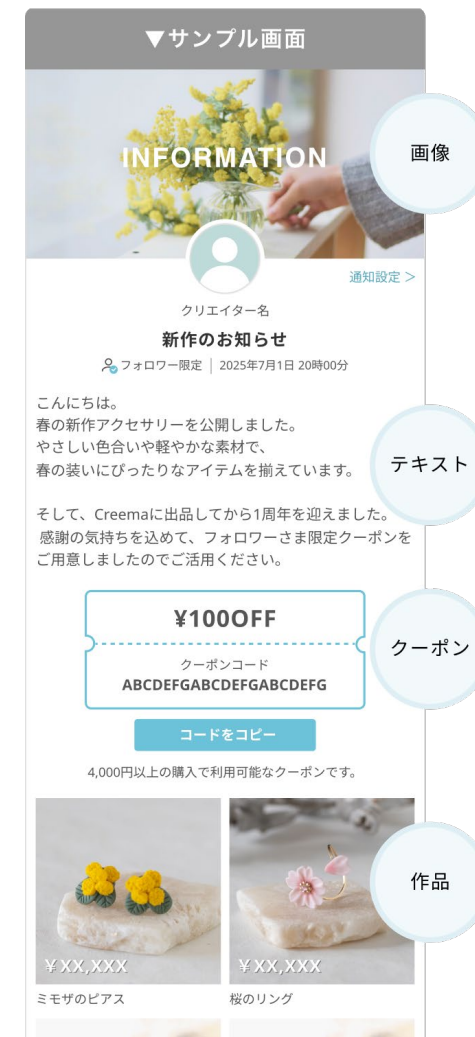 ▼サンプル画面
INFORMATION
画像
通知設定 ＞
クリエイター名
新作のお知らせ
フォロワー限定 | 2025年7月1日 20時00分
こんにちは。
春の新作アクセサリーを公開しました。
やさしい色合いや軽やかな素材で、
春の装いにぴったりなアイテムを揃えています。
テキスト
そして、Creemaに出品してから1周年を迎えました。
感謝の気持ちを込めて、フォロワーさま限定クーポンを
ご用意しましたのでご活用ください。
¥100OFF
クーポンコード
ABCDEFGABCDEFGABCDEFG
クーポン
コードをコピー
4,000円以上の購入で利用可能なクーポンです。
作品
￥XX,XXX
￥XX,XXX
ミモザのピアス
桜のリング